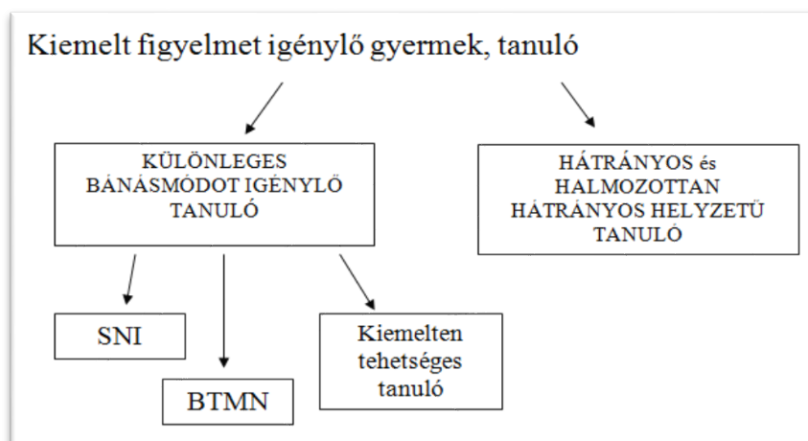 Kiemelt figyelmet igénylő gyermek, tanuló
KÜLÖNLEGES
BÁNÁSMÓDOT IGÉNYLŐ
TANULÓ
HÁTRÁNYOS és
HALMOZOTTAN
HÁTRÁNYOS HELYZETŰ
TANULÓ
SNI
BTMN
Kiemelten
tehetséges
tanuló